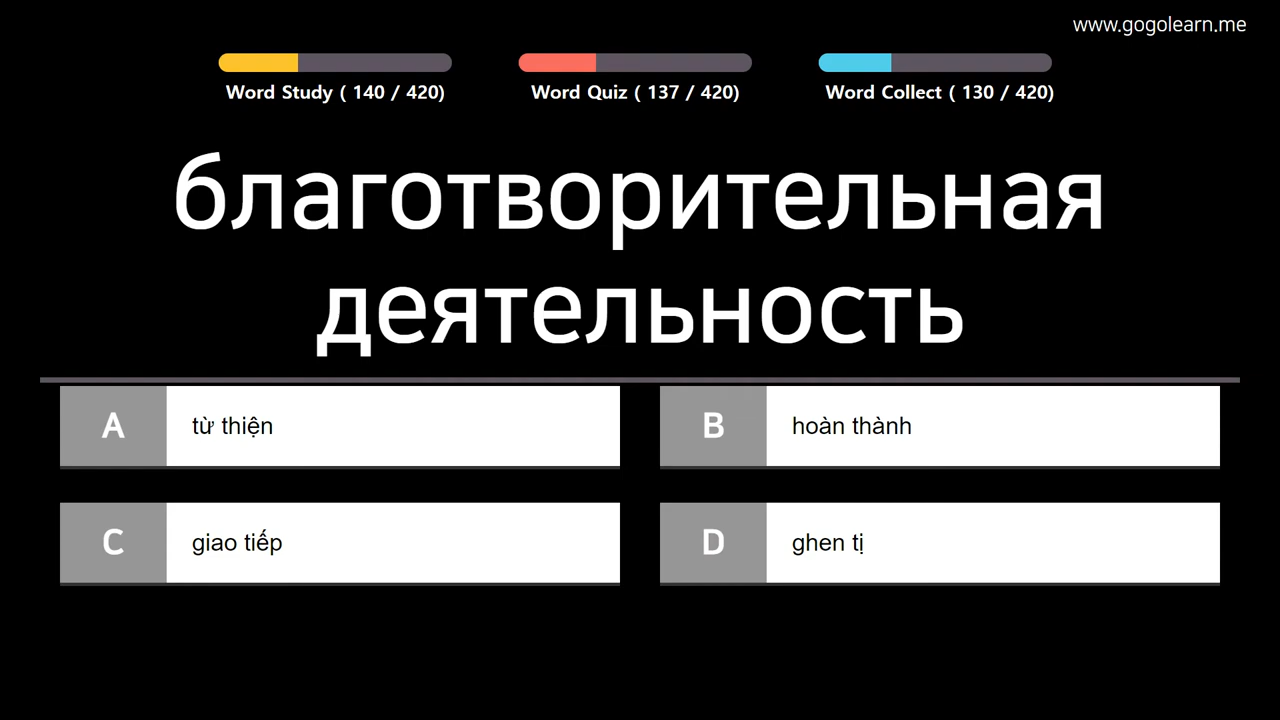 www.gogolearn.me
Word Study ( 140 / 420)
Word Quiz ( 137 / 420)
Word Collect ( 130 / 420)
благотворительная
деятельность
A
từ thiện
B
hoàn thành
C
giao tiếp
D
ghen tị